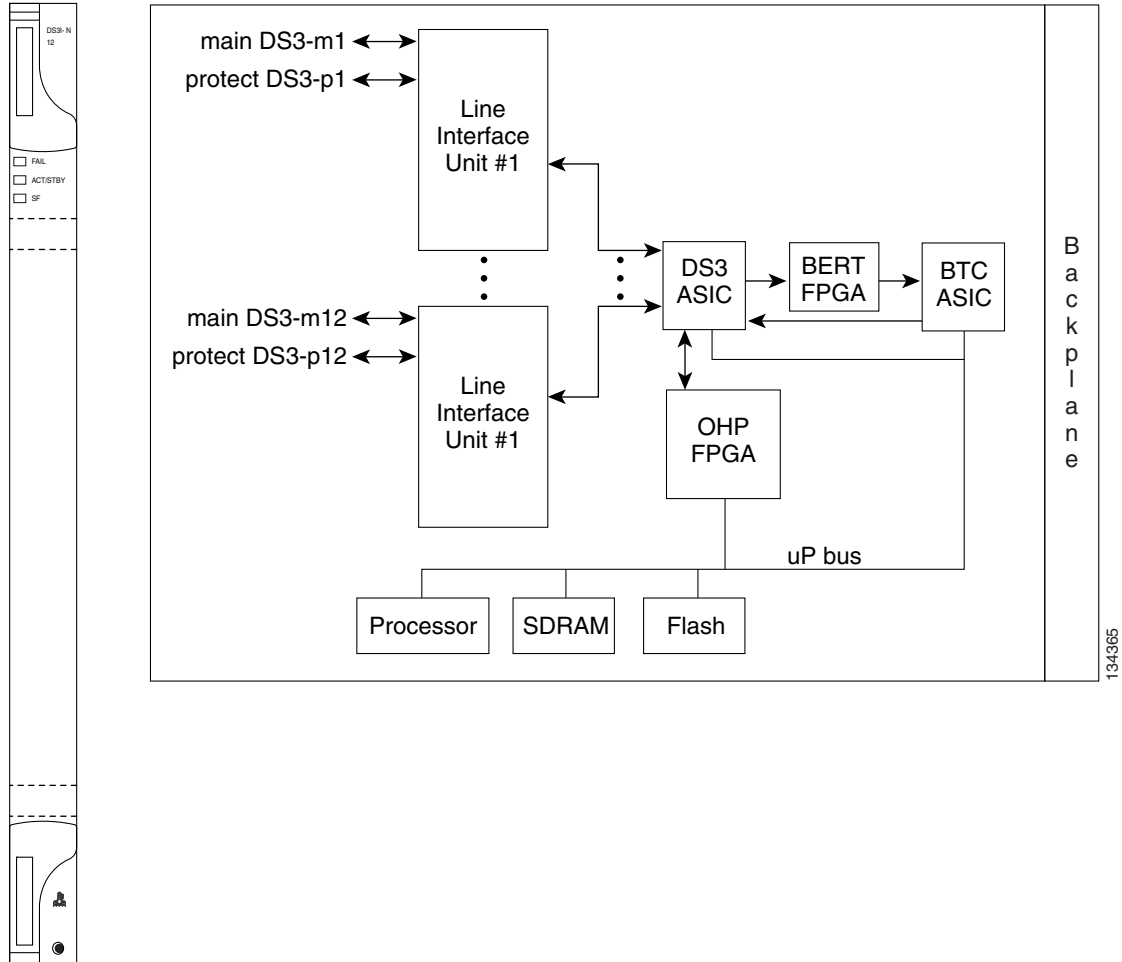 DS3I- N
12
FAIL
ACT/STBY
SF
main DS3-m1
protect DS3-p1
Line
Interface
Unit #1
main DS3-m12
protect DS3-p12
Line
Interface
Unit #1
DS3
ASIC
BERT
FPGA
BTC
ASIC
OHP
FPGA
uP bus
Processor
SDRAM
Flash
B
a
c
k
p
l
a
n
e
134365